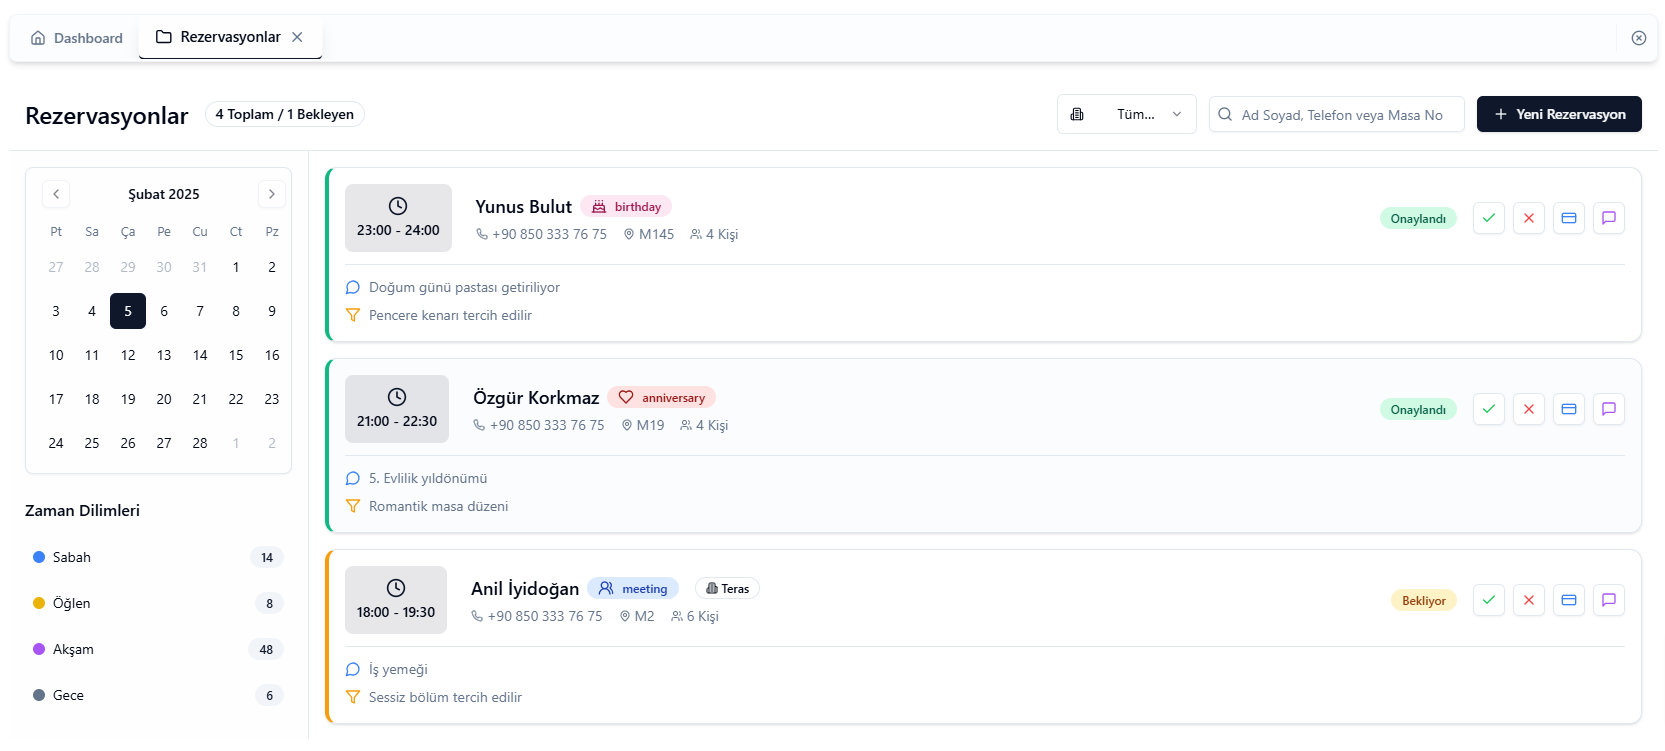 Dashboard
Rezervasyonlar
Rezervasyonlar
4 Toplam / 1 Bekleyen
Tüm...
Ad Soyad, Telefon veya Masa No
Yeni Rezervasyon
Şubat 2025
Pt Sa Ça Pe Cu Ct Pz
27 28 29 30 31 1 2
3 4 5 6 7 8 9
10 11 12 13 14 15 16
17 18 19 20 21 22 23
24 25 26 27 28 1 2
Zaman Dilimleri
Sabah 14
Öğlen 8
Akşam 48
Gece 6
23:00 - 24:00
Yunus Bulut birthday
+90 850 333 76 75 M145 4 Kişi
Onaylandı
Doğum günü pastası getiriliyor
Pencere kenarı tercih edilir
21:00 - 22:30
Özgür Korkmaz anniversary
+90 850 333 76 75 M19 4 Kişi
Onaylandı
5. Evlilik yıldönümü
Romantik masa düzeni
18:00 - 19:30
Anil İyidoğan meeting Teras
+90 850 333 76 75 M2 6 Kişi
Bekliyor
İş yemeği
Sessiz bölüm tercih edilir